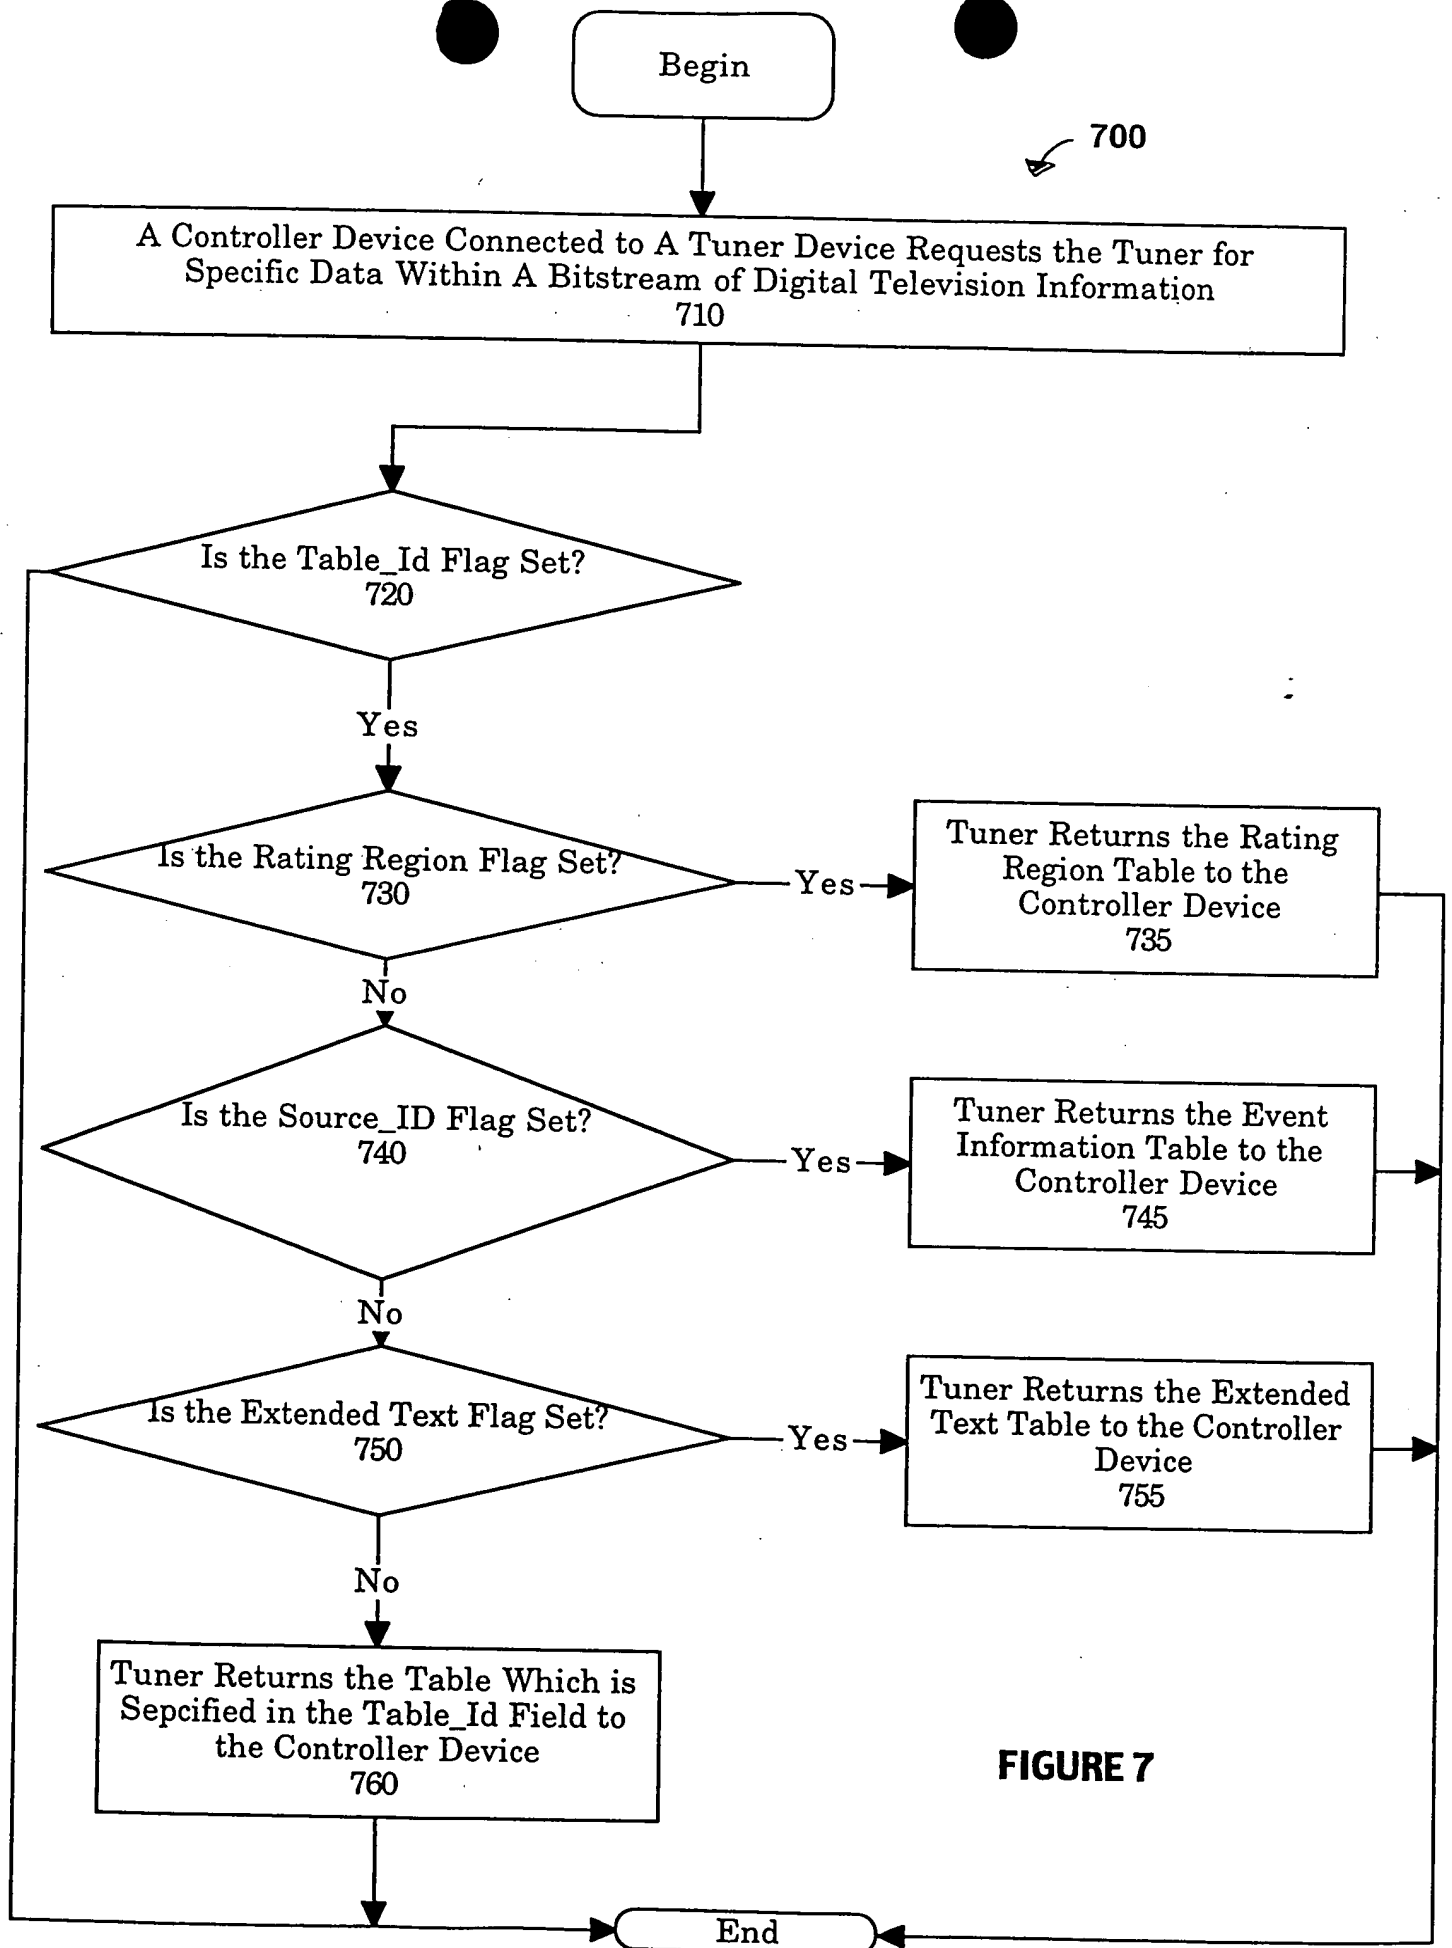 Begin
700
A Controller Device Connected to A Tuner Device Requests the Tuner for
Specific Data Within A Bitstream of Digital Television Information
710
Is the Table_Id Flag Set?
720
Yes
Is the Rating Region Flag Set?
730
Yes
Tuner Returns the Rating
Region Table to the
Controller Device
735
No
Is the Source_ID Flag Set?
740
Yes
Tuner Returns the Event
Information Table to the
Controller Device
745
No
Is the Extended Text Flag Set?
750
Yes
Tuner Returns the Extended
Text Table to the Controller
Device
755
No
Tuner Returns the Table Which is
Sepcified in the Table_Id Field to
the Controller Device
760
FIGURE 7
End